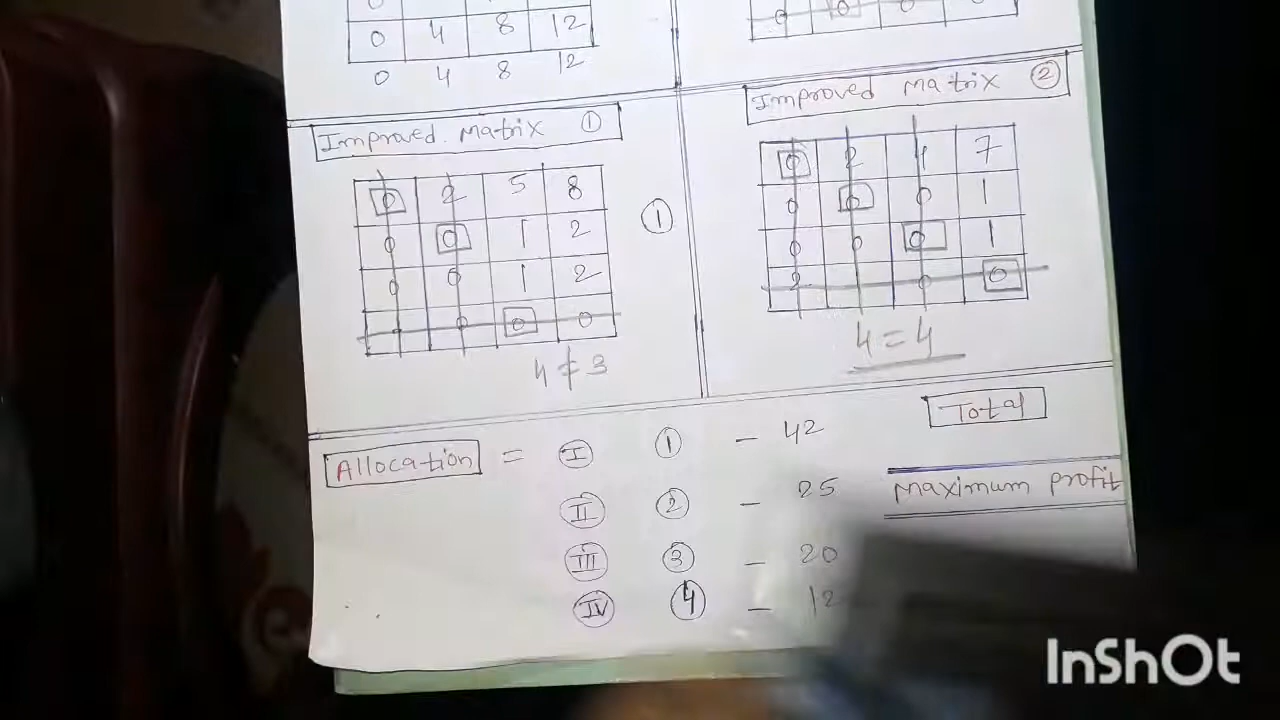 0 4 8 12
0 4 8 12
Improved. Matrix ①
0 2 5 8
0 0 1 2
0 0 1 2
0 0 0
4 ≠ 3
①
Improved Matrix ②
0 2 4 7
0 0 0 1
0 0 0 1
2 0 0
4 = 4
Allocation = I ① - 42
II ② - 25
III ③ - 20
IV ④ - 12
Total
Maximum profit
InShOt